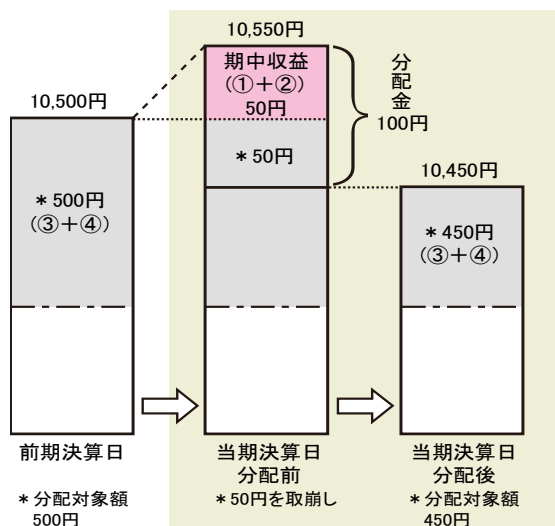 10,550円
期中収益
(①+②)
50円
分配金
100円
10,500円
*50円
10,450円
*500円
(③+④)
*450円
(③+④)
前期決算日
当期決算日
分配前
当期決算日
分配後
*分配対象額
500円
*50円を取崩し
*分配対象額
450円